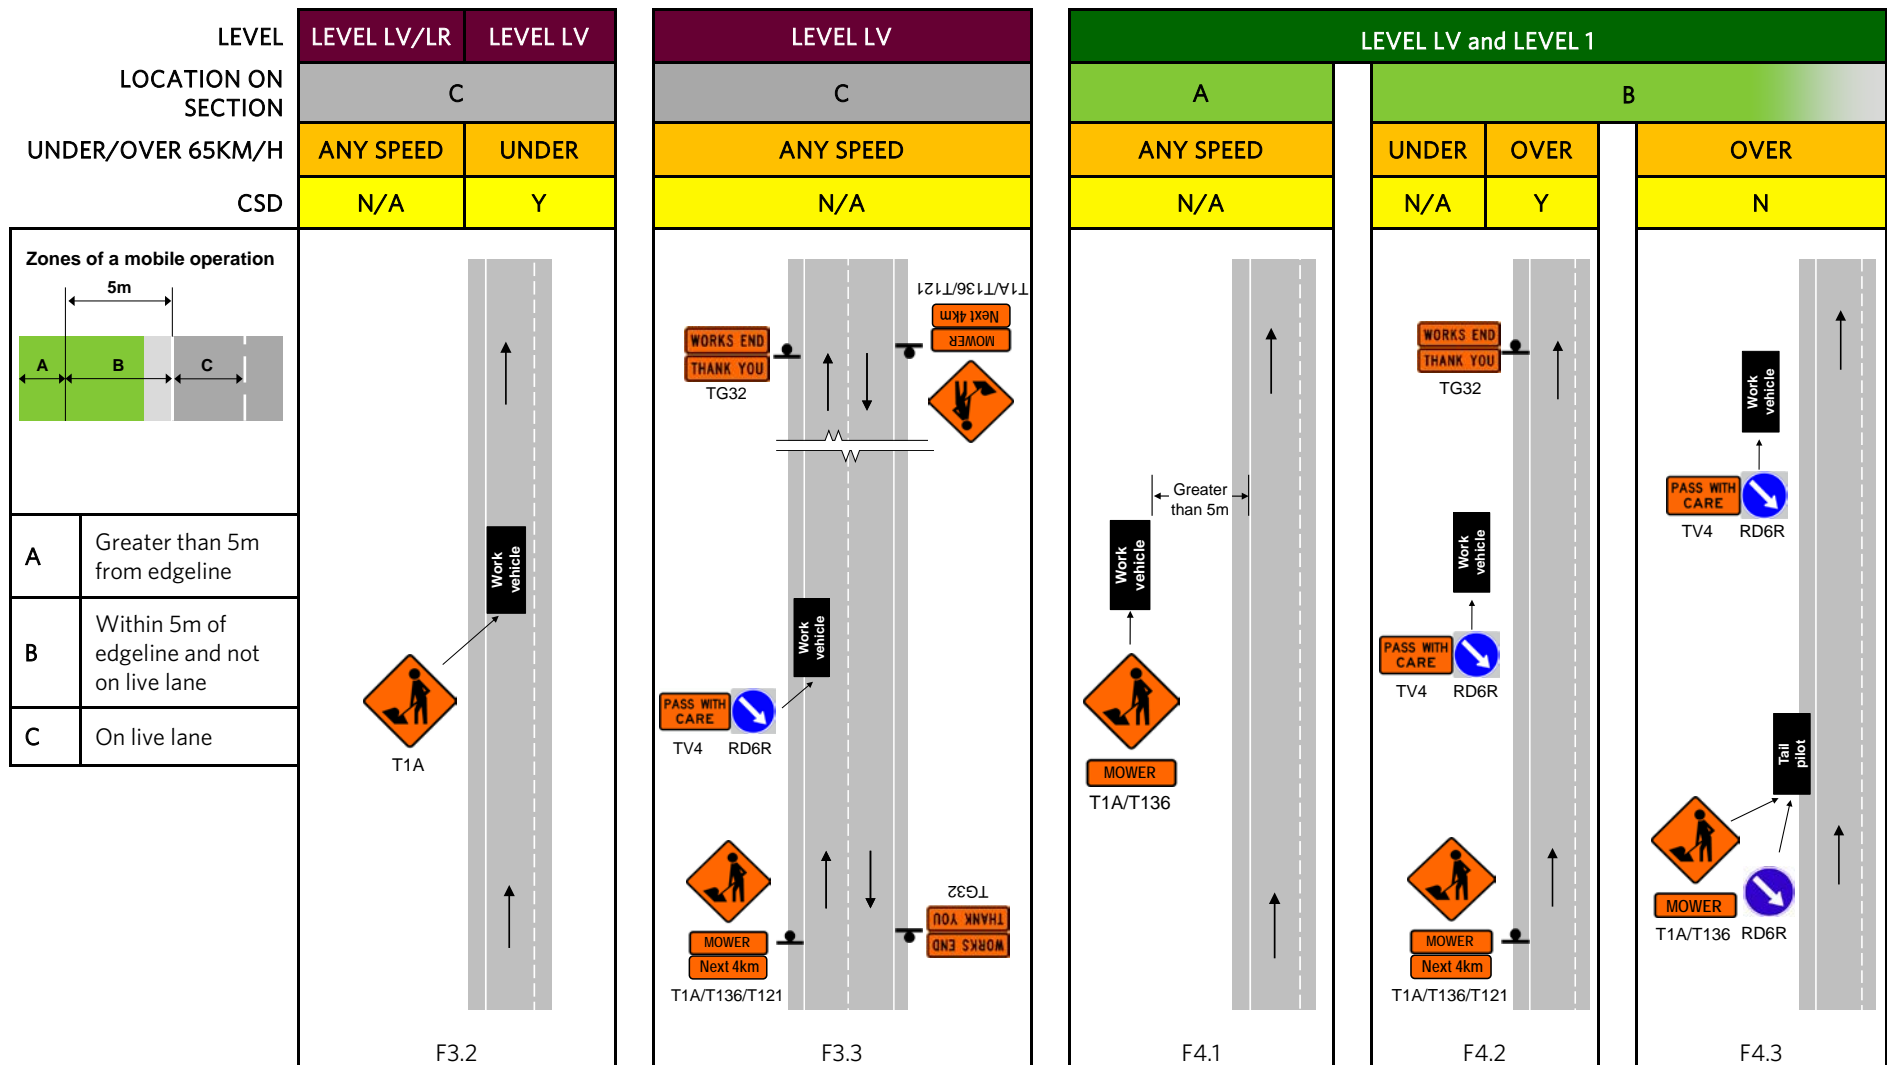 LEVEL
LEVEL LV/LR
LEVEL LV
LEVEL LV
LEVEL LV and LEVEL 1
LOCATION ON
SECTION
C
C
A
B
UNDER/OVER 65KM/H
ANY SPEED
UNDER
ANY SPEED
ANY SPEED
UNDER
OVER
OVER
CSD
N/A
Y
N/A
N/A
N/A
Y
N
Zones of a mobile operation
5m
A
B
C
A
Greater than 5m
from edgeline
B
Within 5m of
edgeline and not
on live lane
C
On live lane
Work
vehicle
T1A
F3.2
T1A/T136/T121
Next 4km
MOWER
WORKS END
THANK YOU
TG32
Work
vehicle
PASS WITH
CARE
TV4
RD6R
MOWER
Next 4km
T1A/T136/T121
TG32
THANK YOU
WORKS END
F3.3
Greater
than 5m
Work
vehicle
MOWER
T1A/T136
F4.1
WORKS END
THANK YOU
TG32
Work
vehicle
PASS WITH
CARE
TV4
RD6R
MOWER
Next 4km
T1A/T136/T121
F4.2
Work
vehicle
PASS WITH
CARE
TV4
RD6R
Tail
pilot
MOWER
T1A/T136
RD6R
F4.3